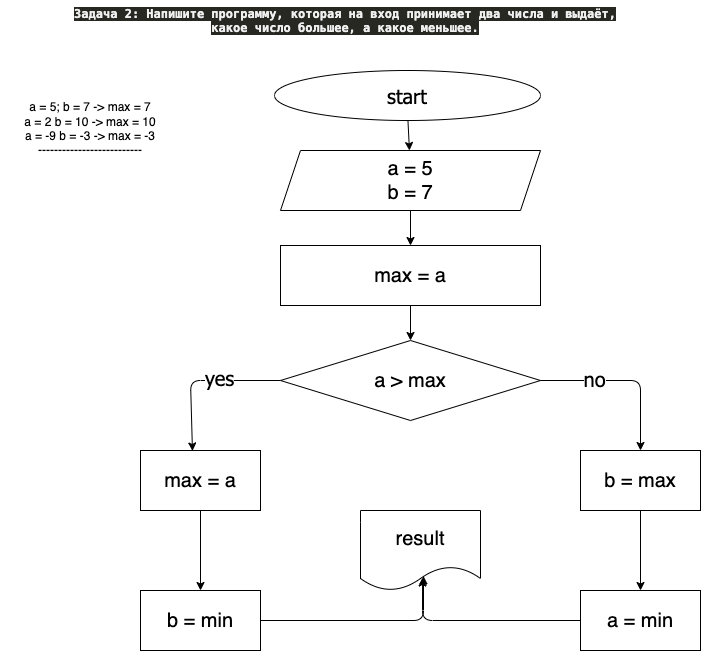 Задача 2: Напишите программу, которая на вход принимает два числа и выдаёт,
какое число большее, а какое меньшее.
a = 5; b = 7 -> max = 7
a = 2 b = 10 -> max = 10
a = -9 b = -3 -> max = -3
--------------------------
start
a = 5
b = 7
max = a
a > max
yes
no
max = a
b = max
result
b = min
a = min